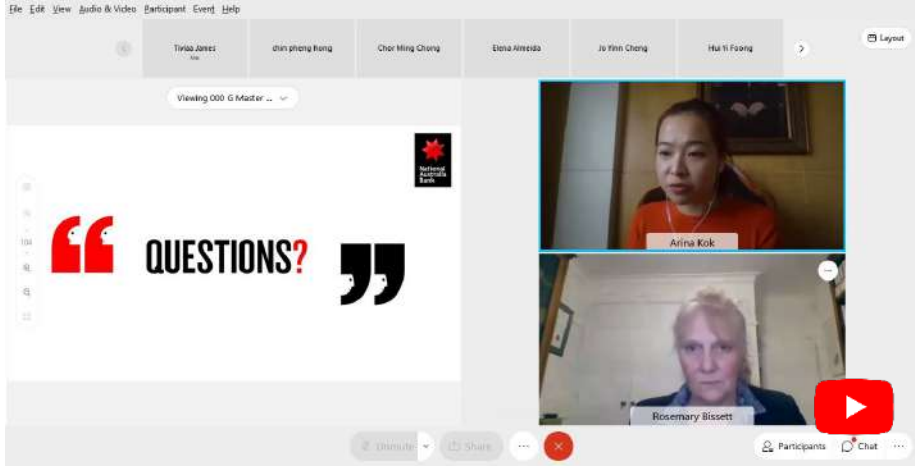 File Edit View Audio & Video Participant Event Help
Tivlaa James
Me
chin pheng hong
Chor Ming Chong
Elena Almeida
Jo Yinn Cheng
Hui Yi Foong
Layout
Viewing 000 G Master ...
National
Australia
Bank
QUESTIONS?
Arina Kok
Rosemary Bissett
Unmute
Share
Participants
Chat